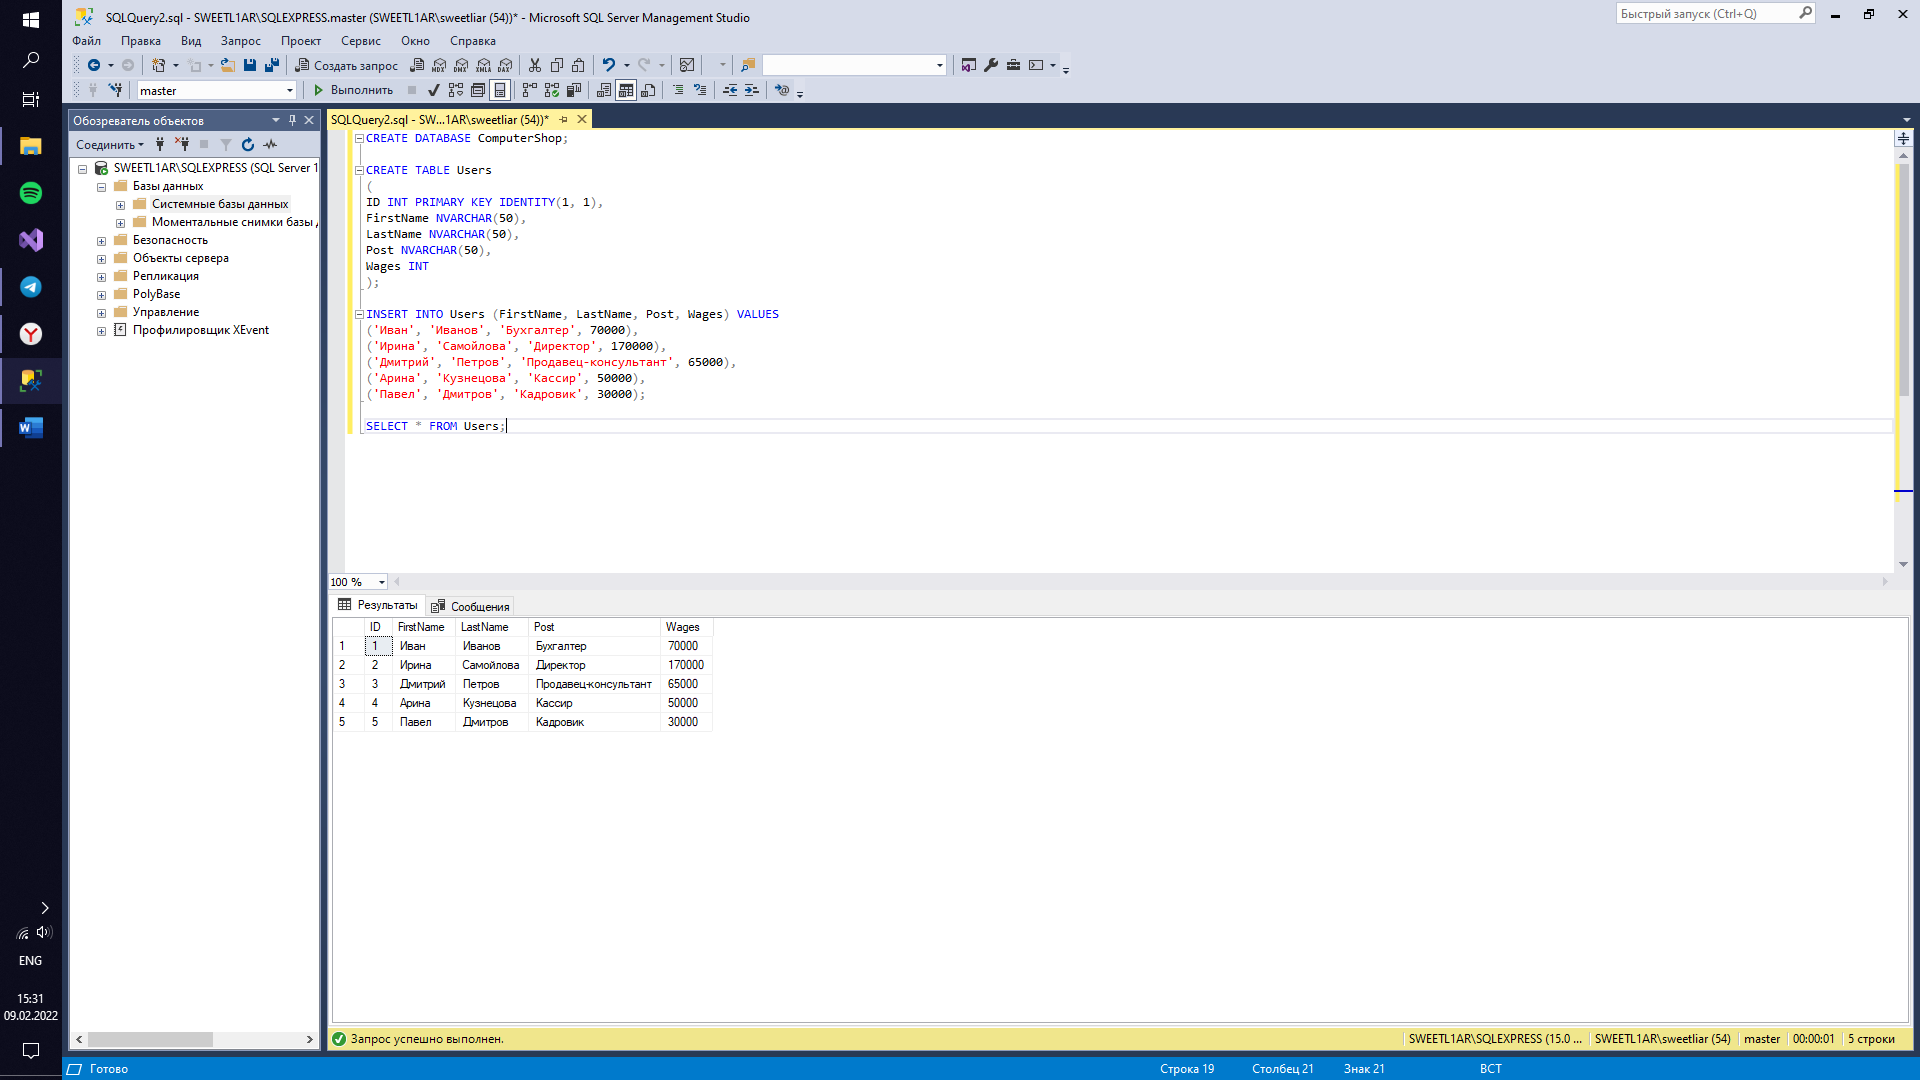 SQLQuery2.sql - SWEETL1AR\SQLEXPRESS.master (SWEETL1AR\sweetliar (54))* - Microsoft SQL Server Management Studio
Быстрый запуск (Ctrl+Q)
Файл Правка Вид Запрос Проект Сервис Окно Справка
Создать запрос
master
Выполнить
Обозреватель объектов
Соединить
SWEETL1AR\SQLEXPRESS (SQL Server 1
Базы данных
Системные базы данных
Моментальные снимки базы
Безопасность
Объекты сервера
Репликация
PolyBase
Управление
Профилировщик XEvent
SQLQuery2.sql - SW...1AR\sweetliar (54))*
CREATE DATABASE ComputerShop;
CREATE TABLE Users
(
ID INT PRIMARY KEY IDENTITY(1, 1),
FirstName NVARCHAR(50),
LastName NVARCHAR(50),
Post NVARCHAR(50),
Wages INT
);
INSERT INTO Users (FirstName, LastName, Post, Wages) VALUES
('Иван', 'Иванов', 'Бухгалтер', 70000),
('Ирина', 'Самойлова', 'Директор', 170000),
('Дмитрий', 'Петров', 'Продавец-консультант', 65000),
('Арина', 'Кузнецова', 'Кассир', 50000),
('Павел', 'Дмитров', 'Кадровик', 30000);
SELECT * FROM Users;
100 %
Результаты Сообщения
ID FirstName LastName Post Wages
1 1 Иван Иванов Бухгалтер 70000
2 2 Ирина Самойлова Директор 170000
3 3 Дмитрий Петров Продавец-консультант 65000
4 4 Арина Кузнецова Кассир 50000
5 5 Павел Дмитров Кадровик 30000
Запрос успешно выполнен.
SWEETL1AR\SQLEXPRESS (15.0 ... SWEETL1AR\sweetliar (54) master 00:00:01 5 строки
Готово
Строка 19 Столбец 21 Знак 21 ВСТ
ENG
15:31
09.02.2022